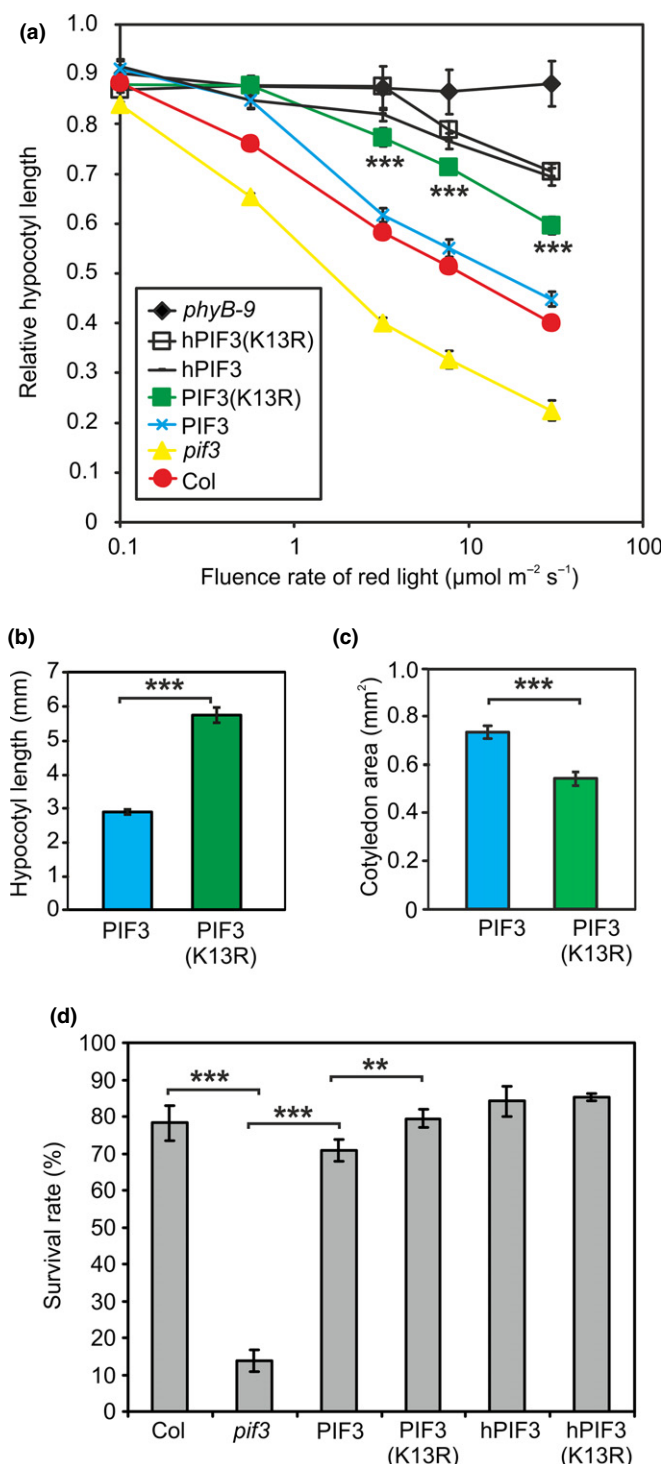 (a)
1.0
0.9
0.8
0.7
0.6
0.5
0.4
0.3
0.2
0.1
0
Relative hypocotyl length
***
***
***
phyB-9
hPIF3(K13R)
hPIF3
PIF3(K13R)
PIF3
pif3
Col
0.1 1 10 100
Fluence rate of red light (µmol m⁻² s⁻¹)
(b)
Hypocotyl length (mm)
7
6
5
4
3
2
1
0
***
PIF3 PIF3
(K13R)
(c)
Cotyledon area (mm²)
1.0
0.8
0.6
0.4
0.2
0
***
PIF3 PIF3
(K13R)
(d)
Survival rate (%)
100
90
80
70
60
50
40
30
20
10
0
***
***
**
Col pif3 PIF3 PIF3 hPIF3 hPIF3
(K13R) (K13R)